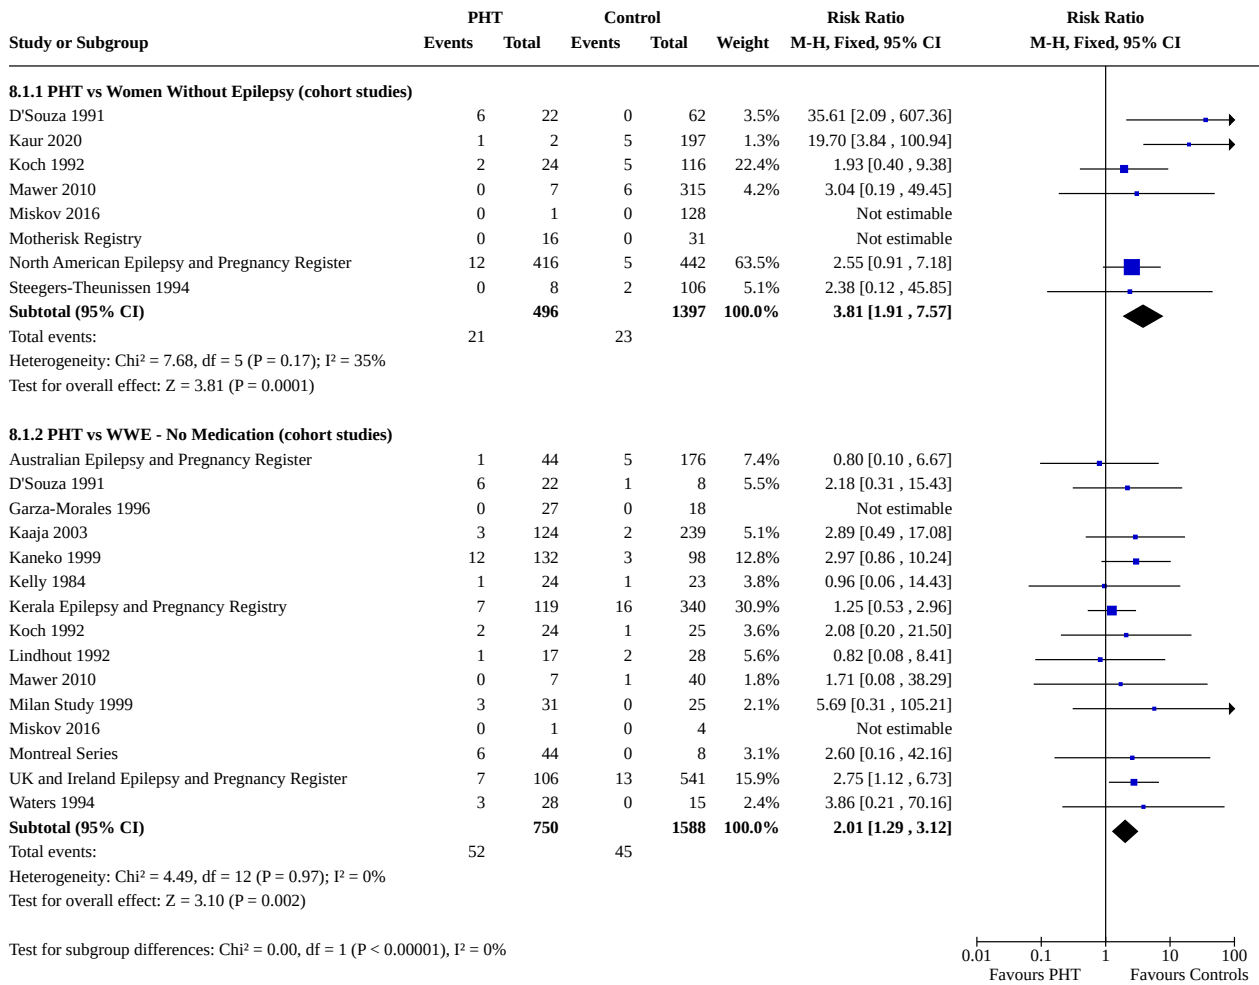 PHT Control Risk Ratio Risk Ratio
Study or Subgroup Events Total Events Total Weight M-H, Fixed, 95% CI M-H, Fixed, 95% CI
8.1.1 PHT vs Women Without Epilepsy (cohort studies)
D'Souza 1991 6 22 0 62 3.5% 35.61 [2.09 , 607.36]
Kaur 2020 1 2 5 197 1.3% 19.70 [3.84 , 100.94]
Koch 1992 2 24 5 116 22.4% 1.93 [0.40 , 9.38]
Mawer 2010 0 7 6 315 4.2% 3.04 [0.19 , 49.45]
Miskov 2016 0 1 0 128 Not estimable
Motherisk Registry 0 16 0 31 Not estimable
North American Epilepsy and Pregnancy Register 12 416 5 442 63.5% 2.55 [0.91 , 7.18]
Steegers-Theunissen 1994 0 8 2 106 5.1% 2.38 [0.12 , 45.85]
Subtotal (95% CI) 496 1397 100.0% 3.81 [1.91 , 7.57]
Total events: 21 23
Heterogeneity: Chi² = 7.68, df = 5 (P = 0.17); I² = 35%
Test for overall effect: Z = 3.81 (P = 0.0001)
8.1.2 PHT vs WWE - No Medication (cohort studies)
Australian Epilepsy and Pregnancy Register 1 44 5 176 7.4% 0.80 [0.10 , 6.67]
D'Souza 1991 6 22 1 8 5.5% 2.18 [0.31 , 15.43]
Garza-Morales 1996 0 27 0 18 Not estimable
Kaaja 2003 3 124 2 239 5.1% 2.89 [0.49 , 17.08]
Kaneko 1999 12 132 3 98 12.8% 2.97 [0.86 , 10.24]
Kelly 1984 1 24 1 23 3.8% 0.96 [0.06 , 14.43]
Kerala Epilepsy and Pregnancy Registry 7 119 16 340 30.9% 1.25 [0.53 , 2.96]
Koch 1992 2 24 1 25 3.6% 2.08 [0.20 , 21.50]
Lindhout 1992 1 17 2 28 5.6% 0.82 [0.08 , 8.41]
Mawer 2010 0 7 1 40 1.8% 1.71 [0.08 , 38.29]
Milan Study 1999 3 31 0 25 2.1% 5.69 [0.31 , 105.21]
Miskov 2016 0 1 0 4 Not estimable
Montreal Series 6 44 0 8 3.1% 2.60 [0.16 , 42.16]
UK and Ireland Epilepsy and Pregnancy Register 7 106 13 541 15.9% 2.75 [1.12 , 6.73]
Waters 1994 3 28 0 15 2.4% 3.86 [0.21 , 70.16]
Subtotal (95% CI) 750 1588 100.0% 2.01 [1.29 , 3.12]
Total events: 52 45
Heterogeneity: Chi² = 4.49, df = 12 (P = 0.97); I² = 0%
Test for overall effect: Z = 3.10 (P = 0.002)
Test for subgroup differences: Chi² = 0.00, df = 1 (P < 0.00001), I² = 0%
0.01 0.1 1 10 100
Favours PHT Favours Controls